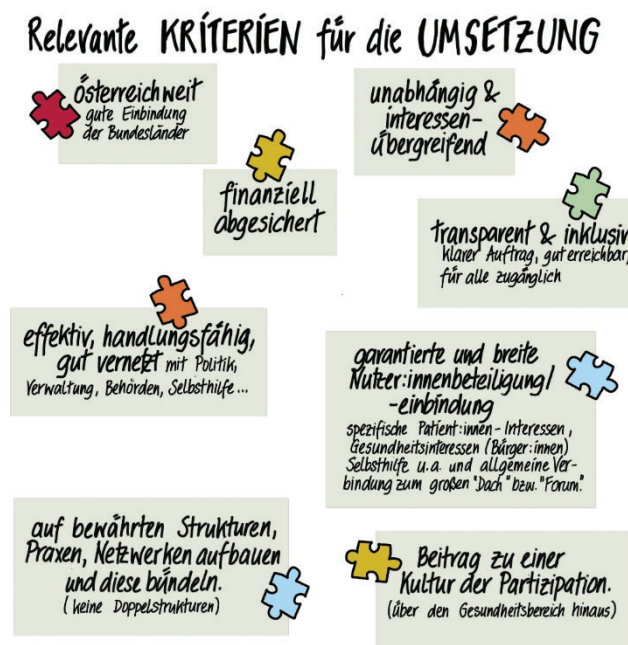 Relevante KRITERIEN für die UMSETZUNG
österreichweit
gute Einbindung
der Bundesländer
unabhängig &
interessen-
übergreifend
finanziell
abgesichert
transparent & inklusiv
klarer Auftrag, gut erreichbar,
für alle zugänglich
effektiv, handlungsfähig,
gut vernetzt mit Politik,
Verwaltung, Behörden, Selbsthilfe...
garantierte und breite
Nutzer:innenbeteiligung/
-einbindung
spezifische Patient:innen-Interessen,
Gesundheitsinteressen (Bürger:innen)
Selbsthilfe u.a. und allgemeine Ver-
bindung zum großen "Dach" bzw. "Forum."
auf bewährten Strukturen,
Praxen, Netzwerken aufbauen
und diese bündeln.
(keine Doppelstrukturen)
Beitrag zu einer
Kultur der Partizipation.
(über den Gesundheitsbereich hinaus)